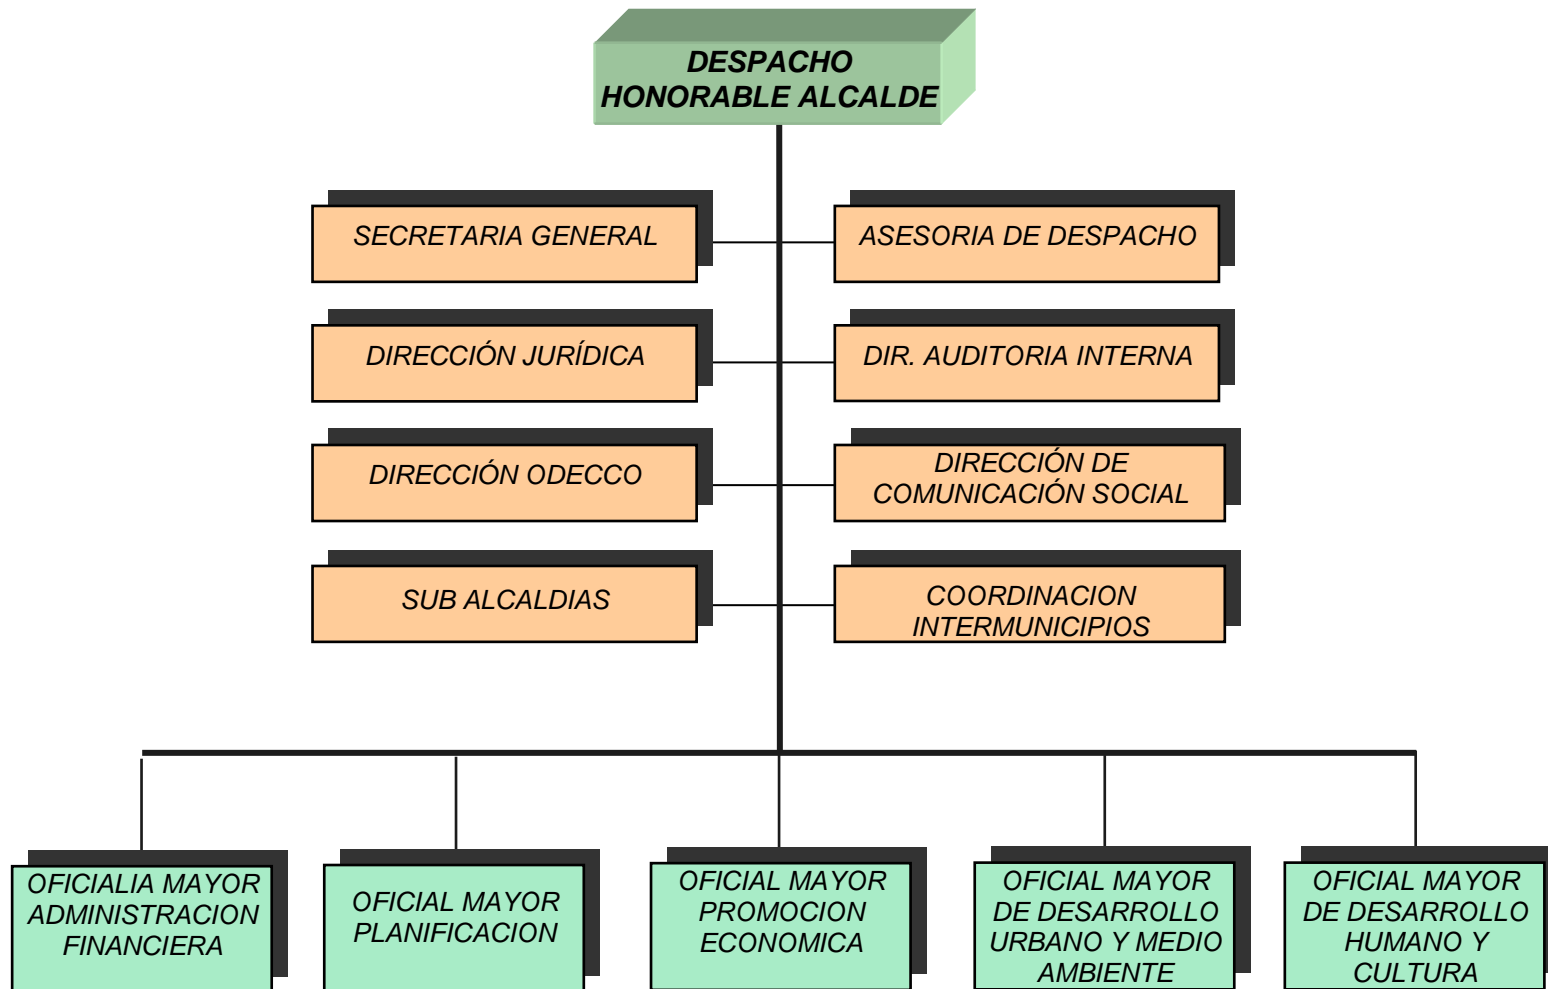 DESPACHO
HONORABLE ALCALDE
SECRETARIA GENERAL
ASESORIA DE DESPACHO
DIRECCIÓN JURÍDICA
DIR. AUDITORIA INTERNA
DIRECCIÓN ODECCO
DIRECCIÓN DE
COMUNICACIÓN SOCIAL
SUB ALCALDIAS
COORDINACION
INTERMUNICIPIOS
OFICIALIA MAYOR
ADMINISTRACION
FINANCIERA
OFICIAL MAYOR
PLANIFICACION
OFICIAL MAYOR
PROMOCION
ECONOMICA
OFICIAL MAYOR
DE DESARROLLO
URBANO Y MEDIO
AMBIENTE
OFICIAL MAYOR
DE DESARROLLO
HUMANO Y
CULTURA